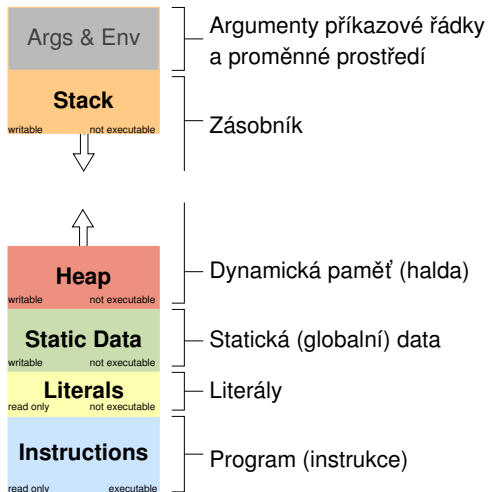 Args & Env
Argumenty příkazové řádky
a proměnné prostředí
Stack
writable not executable
Zásobník
Heap
writable not executable
Dynamická paměť (halda)
Static Data
writable not executable
Statická (globalní) data
Literals
read only not executable
Literály
Instructions
read only executable
Program (instrukce)